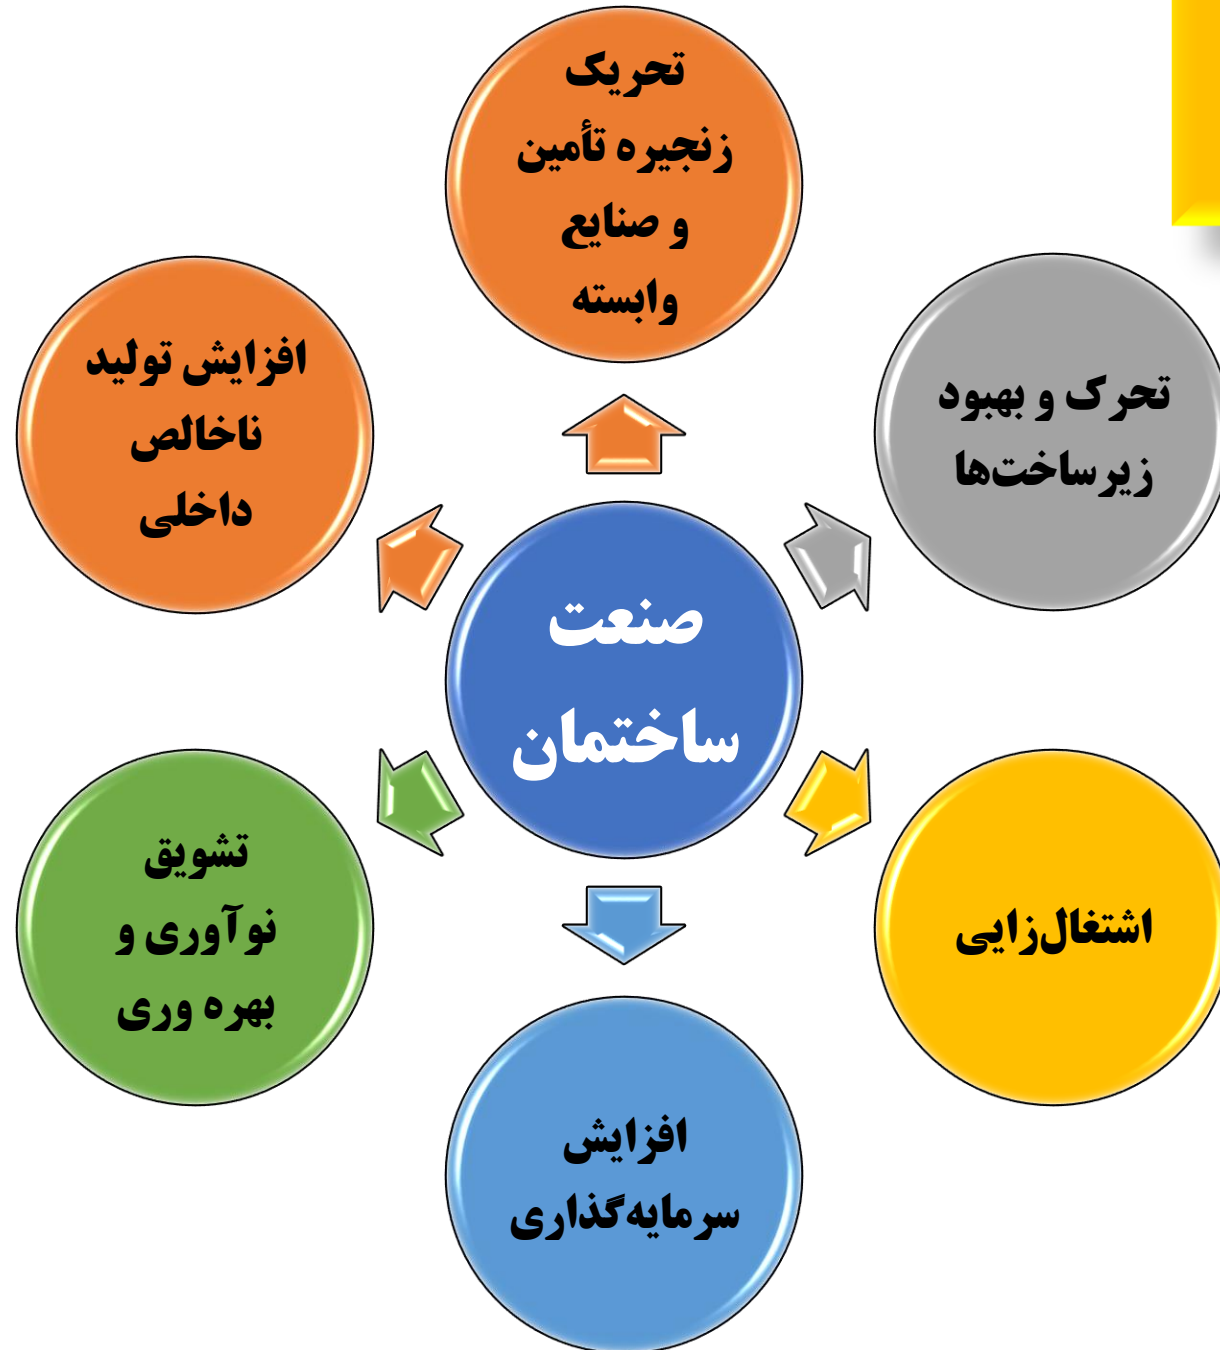 تحریک
زنجیره تأمین
و صنایع
وابسته
تحرک و بهبود
زیرساخت‌ها
افزایش تولید
ناخالص
داخلی
صنعت
ساختمان
اشتغال‌زایی
تشویق
نوآوری و
بهره وری
افزایش
سرمایه‌گذاری